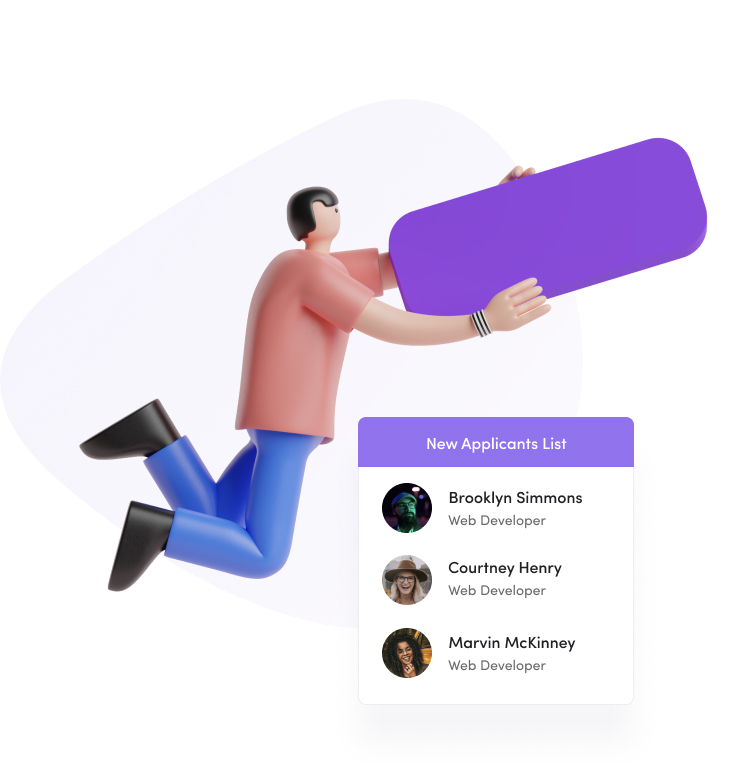 New Applicants List
Brooklyn Simmons
Web Developer
Courtney Henry
Web Developer
Marvin McKinney
Web Developer